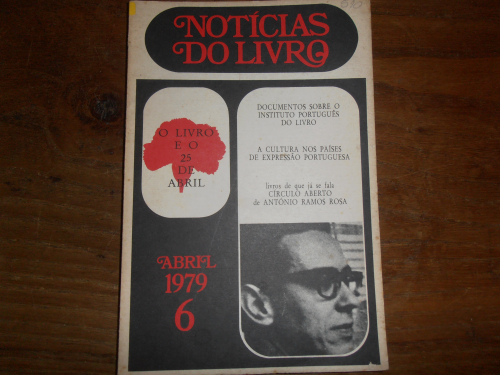 NOTÍCIAS
DO LIVRO
O LIVRO
E O
25
DE
ABRIL
DOCUMENTOS SOBRE O
INSTITUTO PORTUGUÊS
DO LIVRO
A CULTURA NOS PAÍSES
DE EXPRESSÃO PORTUGUESA
livros de que já se fala
CÍRCULO ABERTO
de ANTÓNIO RAMOS ROSA
ABRIL
1979
6